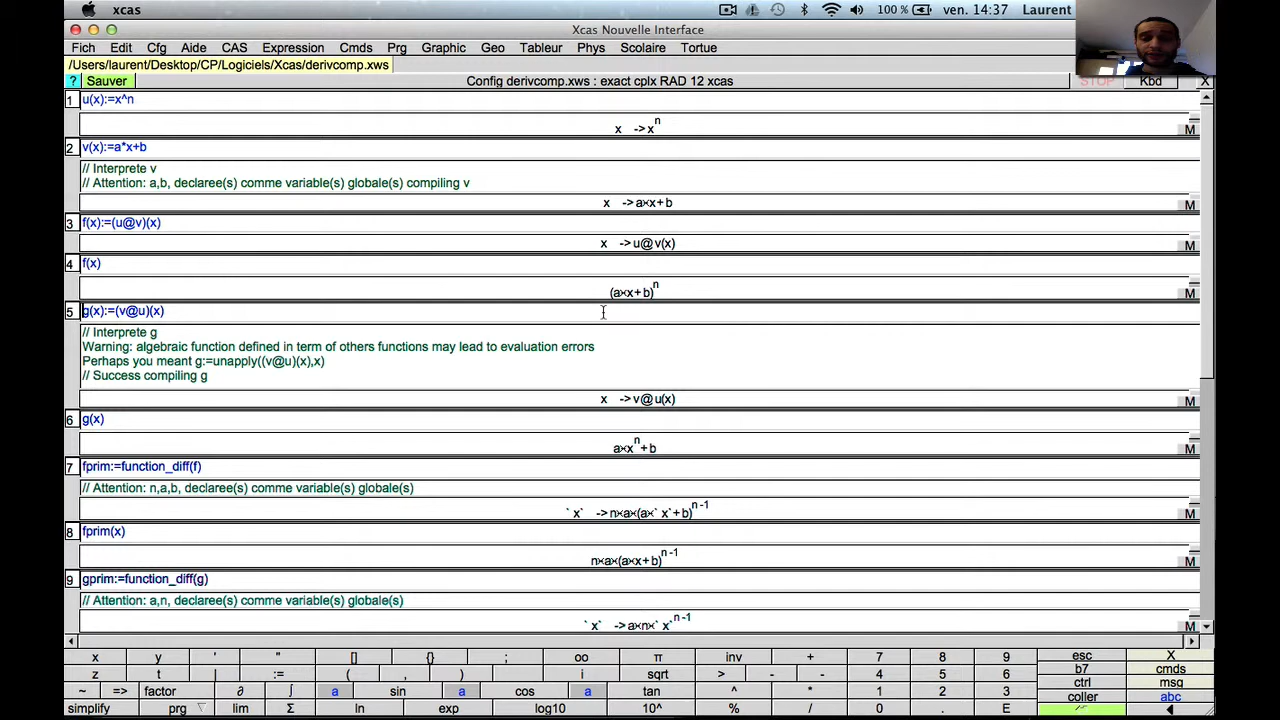 xcas 100 % ven. 14:37 Laurent
Xcas Nouvelle Interface
Fich Edit Cfg Aide CAS Expression Cmds Prg Graphic Geo Tableur Phys Scolaire Tortue
/Users/laurent/Desktop/CP/Logiciels/Xcas/derivcomp.xws
? Sauver Config derivcomp.xws : exact cplx RAD 12 xcas STOP Kbd X
1 u(x):=x^n
x ->x^n M
2 v(x):=a*x+b
// Interprete v
// Attention: a,b, declaree(s) comme variable(s) globale(s) compiling v
x ->a×x+b M
3 f(x):=(u@v)(x)
x ->u@v(x) M
4 f(x)
(a×x+b)^n M
5 g(x):=(v@u)(x)
// Interprete g
Warning: algebraic function defined in term of others functions may lead to evaluation errors
Perhaps you meant g:=unapply((v@u)(x),x)
// Success compiling g
x ->v@u(x) M
6 g(x)
a×x^n+b M
7 fprim:=function_diff(f)
// Attention: n,a,b, declaree(s) comme variable(s) globale(s)
` x` ->n×a×(a×` x`+b)^n-1 M
8 fprim(x)
n×a×(a×x+b)^n-1 M
9 gprim:=function_diff(g)
// Attention: a,n, declaree(s) comme variable(s) globale(s)
` x` ->a×n×` x`^n-1 M
x y ' " [] {} ; oo π inv + 7 8 9 esc X
z t | := ( , ) i sqrt > - - 4 5 6 b7 cmds
ctrl msg
~ => factor ∂ ∫ a sin a cos a tan ^ * 1 2 3 coller abc
simplify prg lim Σ ln exp log10 10^ % / 0 . E